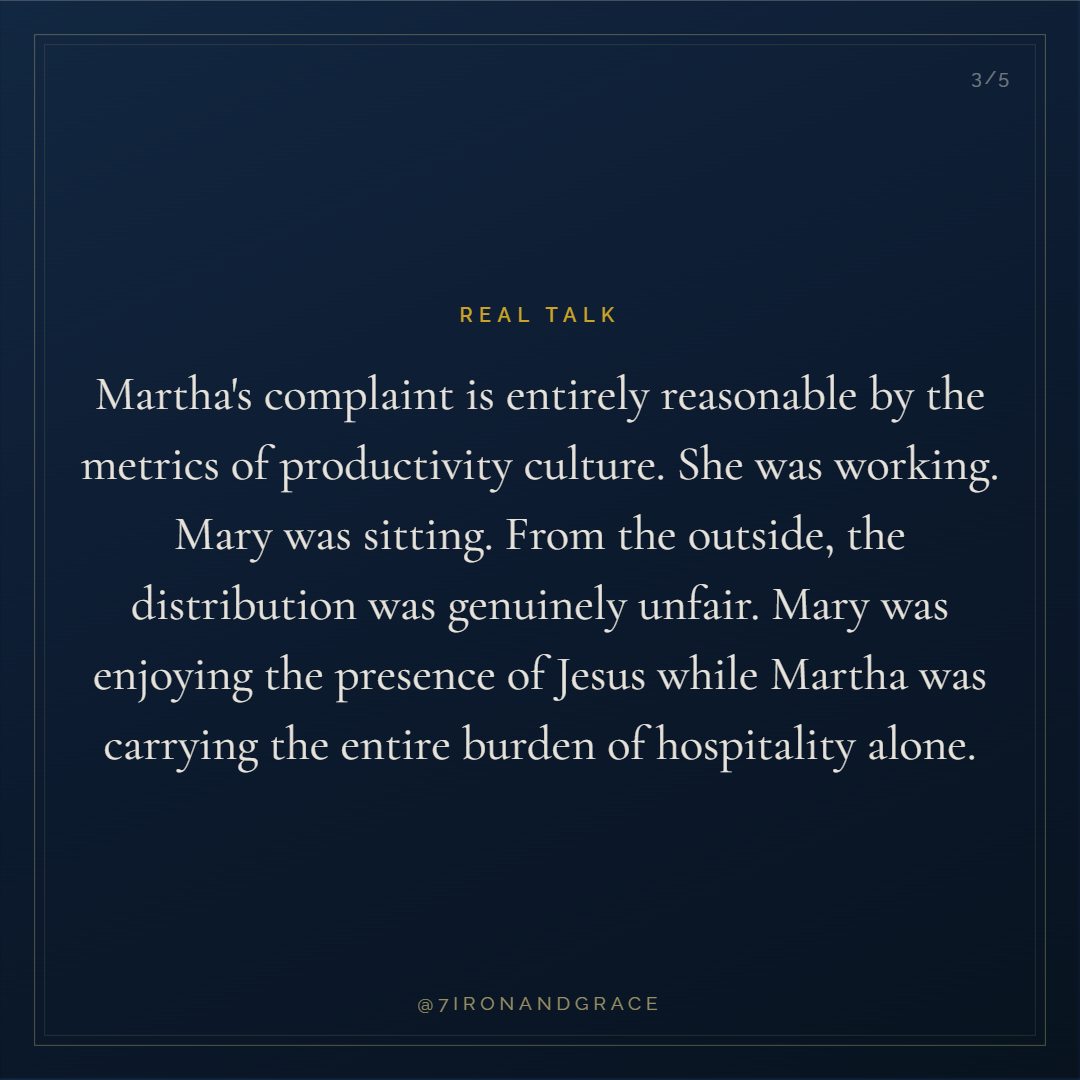 3/5
REAL TALK
Martha's complaint is entirely reasonable by the
metrics of productivity culture. She was working.
Mary was sitting. From the outside, the
distribution was genuinely unfair. Mary was
enjoying the presence of Jesus while Martha was
carrying the entire burden of hospitality alone.
@7IRONANDGRACE